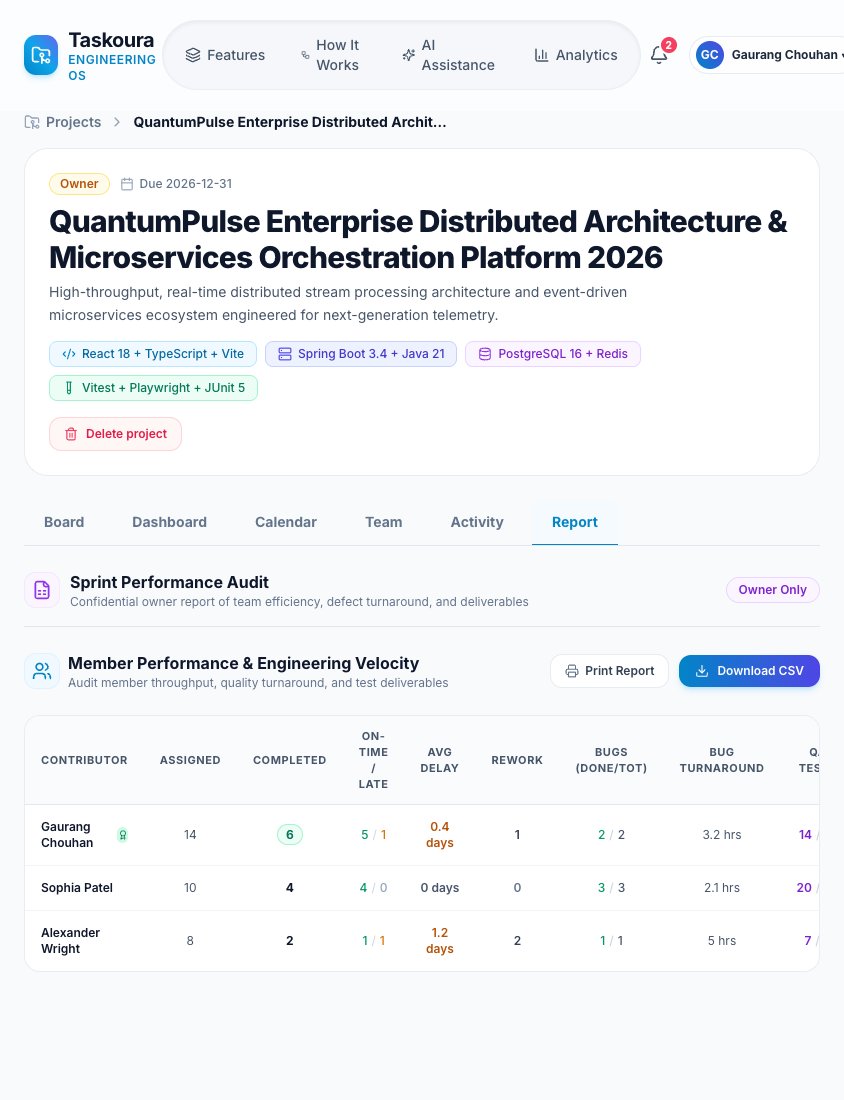 Taskoura
ENGINEERING
OS
Features
How It
Works
AI
Assistance
Analytics
2
GC
Gaurang Chouhan
Projects
QuantumPulse Enterprise Distributed Archit...
Owner
Due 2026-12-31
QuantumPulse Enterprise Distributed Architecture &
Microservices Orchestration Platform 2026
High-throughput, real-time distributed stream processing architecture and event-driven
microservices ecosystem engineered for next-generation telemetry.
React 18 + TypeScript + Vite
Spring Boot 3.4 + Java 21
PostgreSQL 16 + Redis
Vitest + Playwright + JUnit 5
Delete project
Board
Dashboard
Calendar
Team
Activity
Report
Sprint Performance Audit
Confidential owner report of team efficiency, defect turnaround, and deliverables
Owner Only
Member Performance & Engineering Velocity
Audit member throughput, quality turnaround, and test deliverables
Print Report
Download CSV
CONTRIBUTOR
ASSIGNED
COMPLETED
ON-
TIME
/
LATE
AVG
DELAY
REWORK
BUGS
(DONE/TOT)
BUG
TURNAROUND
Gaurang
Chouhan
14
6
5 / 1
0.4
days
1
2 / 2
3.2 hrs
14 /
Sophia Patel
10
4
4 / 0
0 days
0
3 / 3
2.1 hrs
20 /
Alexander
Wright
8
2
1 / 1
1.2
days
2
1 / 1
5 hrs
7 /